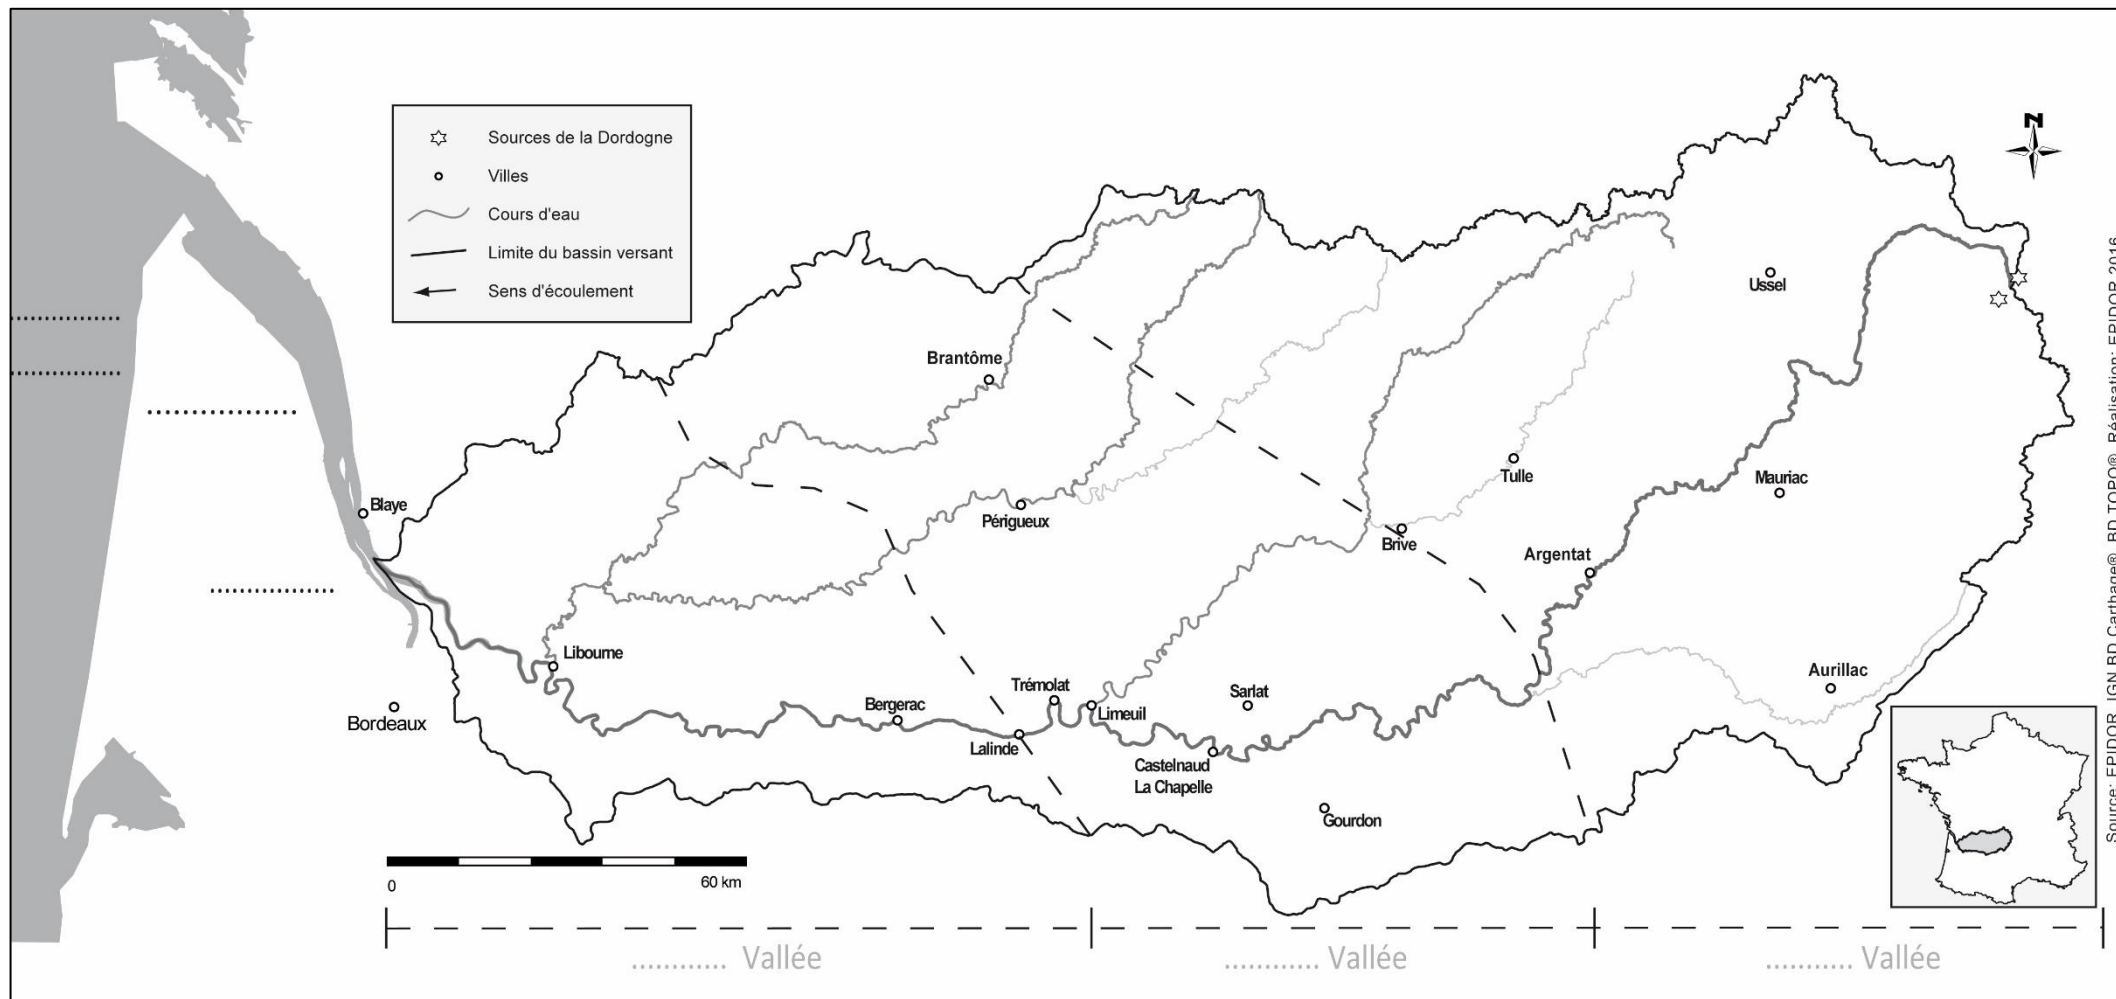 Sources de la Dordogne
Villes
Cours d'eau
Limite du bassin versant
Sens d'écoulement
N
Ussel
Brantôme
Tulle
Mauriac
Blaye
Périgueux
Brive
Argentat
Libourne
Aurillac
Trémolat
Sarlat
Bergerac
Limeuil
Bordeaux
Lalinde
Castelnaud
La Chapelle
Gourdon
0
60 km
............ Vallée
............ Vallée
........... Vallée
Source: EPIDOR, IGN BD Carthage®, BD TOPO®. Réalisation: EPIDOR 2016